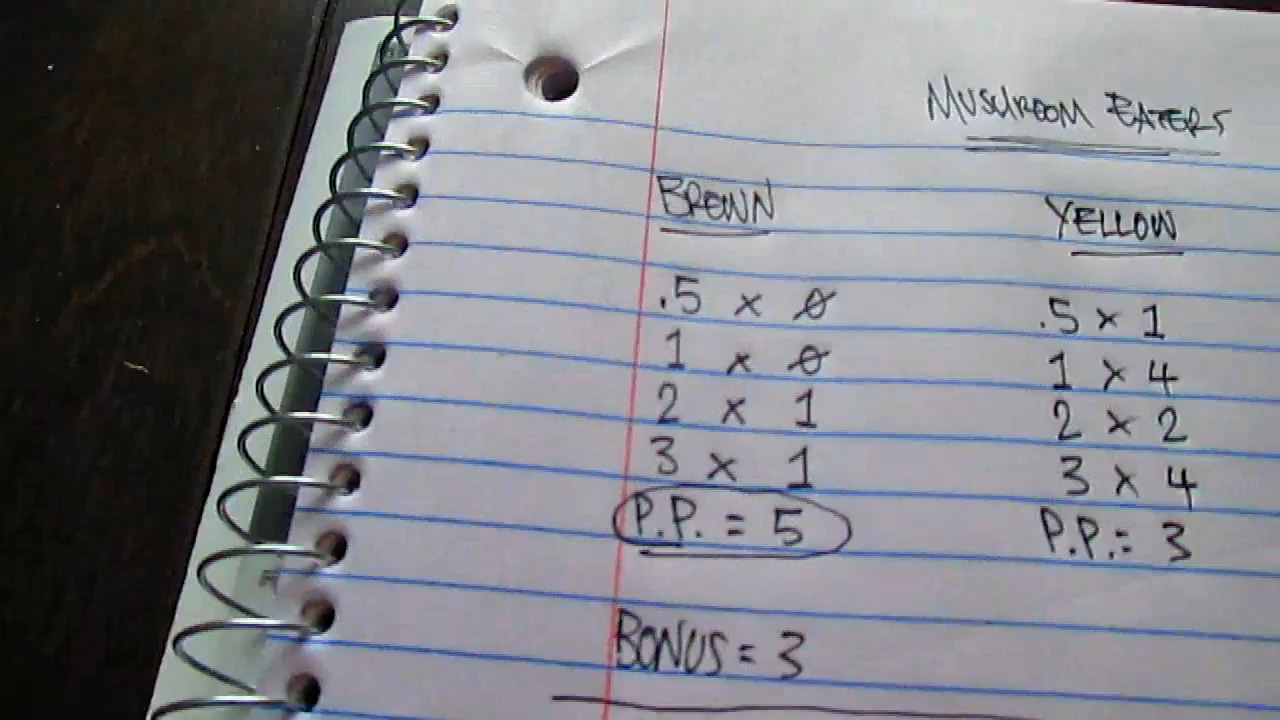 MUSHROOM EATERS
BROWN YELLOW
.5 x 0 .5 x 1
1 x 0 1 x 4
2 x 1 2 x 2
3 x 1 3 x 4
P.P. = 5 P.P. = 3
BONUS = 3